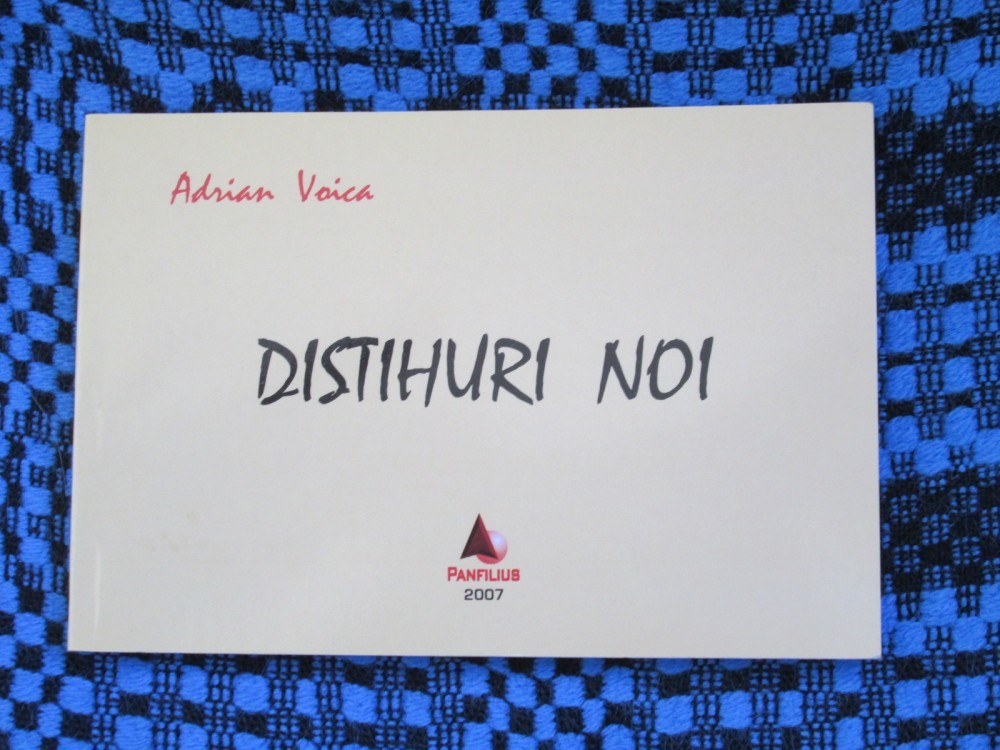 Adrian Voica
DISTIHURI NOI
PANFILIUS
2007